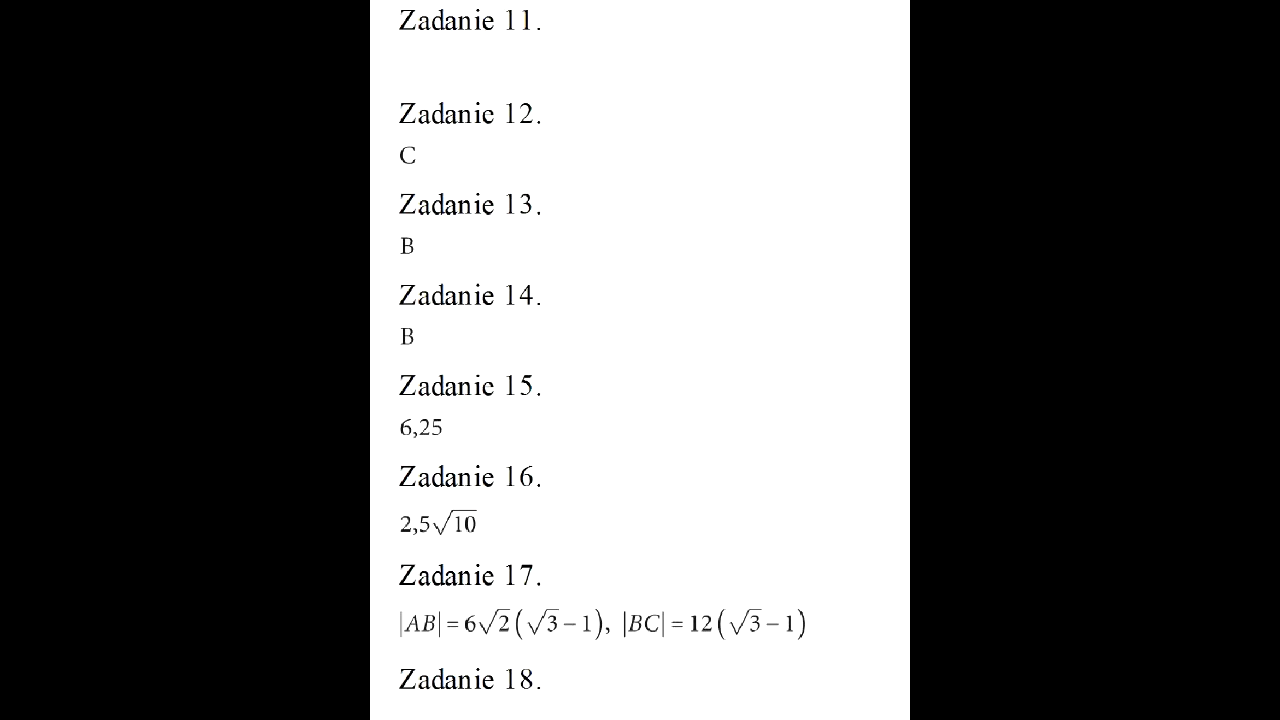 Zadanie 11.
Zadanie 12.
C
Zadanie 13.
B
Zadanie 14.
B
Zadanie 15.
6,25
Zadanie 16.
2,5√10
Zadanie 17.
|AB| = 6√2(√3 − 1), |BC| = 12(√3 − 1)
Zadanie 18.